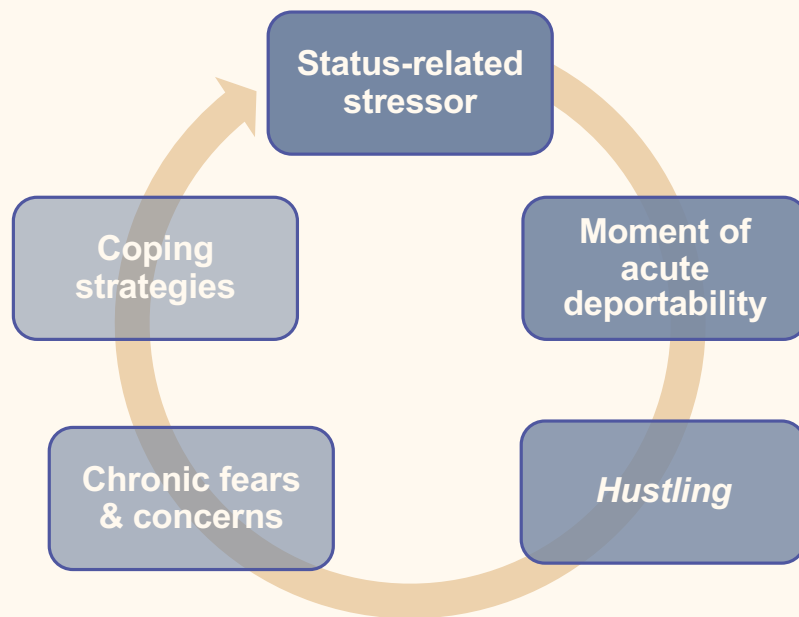 Status-related
stressor
Moment of
acute
deportability
Hustling
Chronic fears
& concerns
Coping
strategies